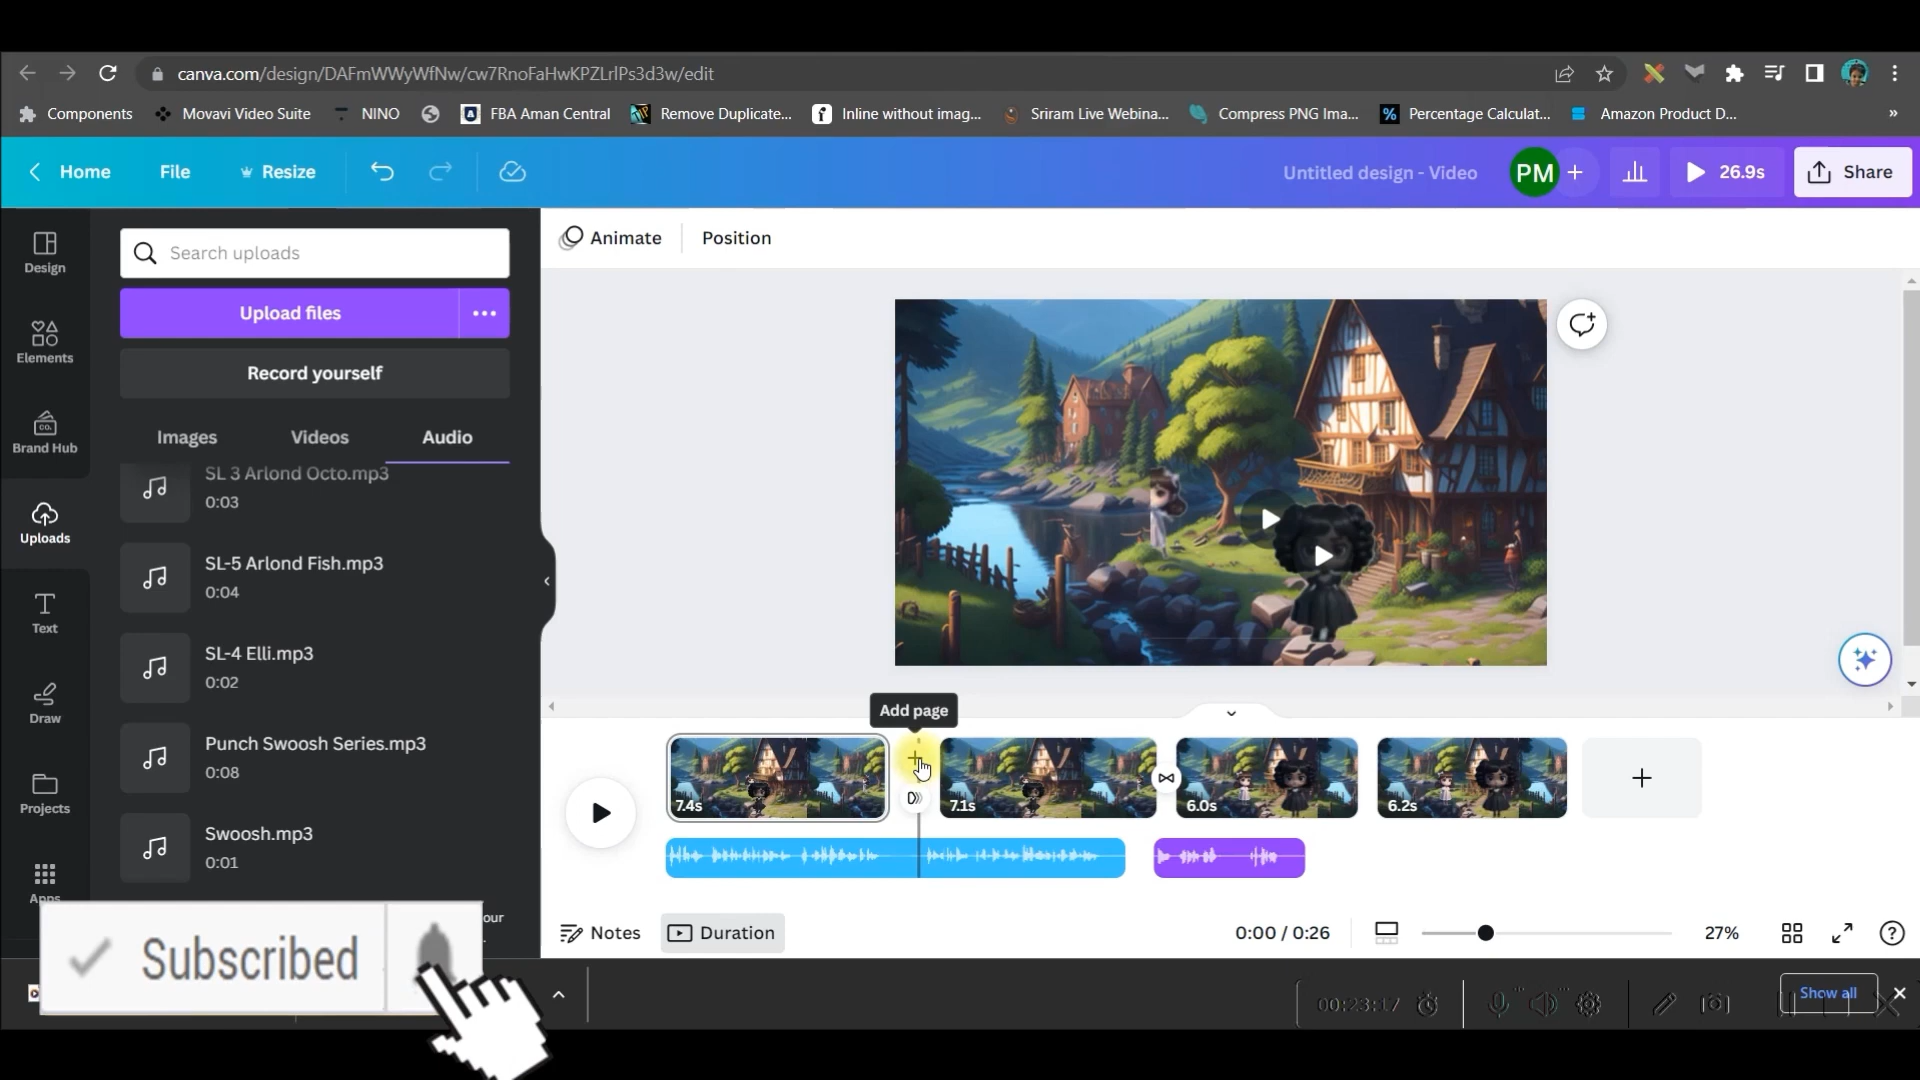 canva.com/design/DAFmWWyWfNw/cw7RnoFaHwKPZLrlPs3d3w/edit
Components Movavi Video Suite NINO FBA Aman Central Remove Duplicate... Inline without imag... Sriram Live Webina... Compress PNG Ima... % Percentage Calculat... Amazon Product D... »
Home File Resize Untitled design - Video PM + 26.9s Share
Design
Elements
Brand Hub
Uploads
Text
Draw
Projects
Apps
Search uploads
Upload files
Record yourself
Images Videos Audio
SL 3 Arlond Octo.mp3
0:03
SL-5 Arlond Fish.mp3
0:04
SL-4 Elli.mp3
0:02
Punch Swoosh Series.mp3
0:08
Swoosh.mp3
0:01
our
Animate Position
Add page
7.4s 7.1s 6.0s 6.2s
Notes Duration 0:00 / 0:26 27%
Subscribed
00:23:17 Show all